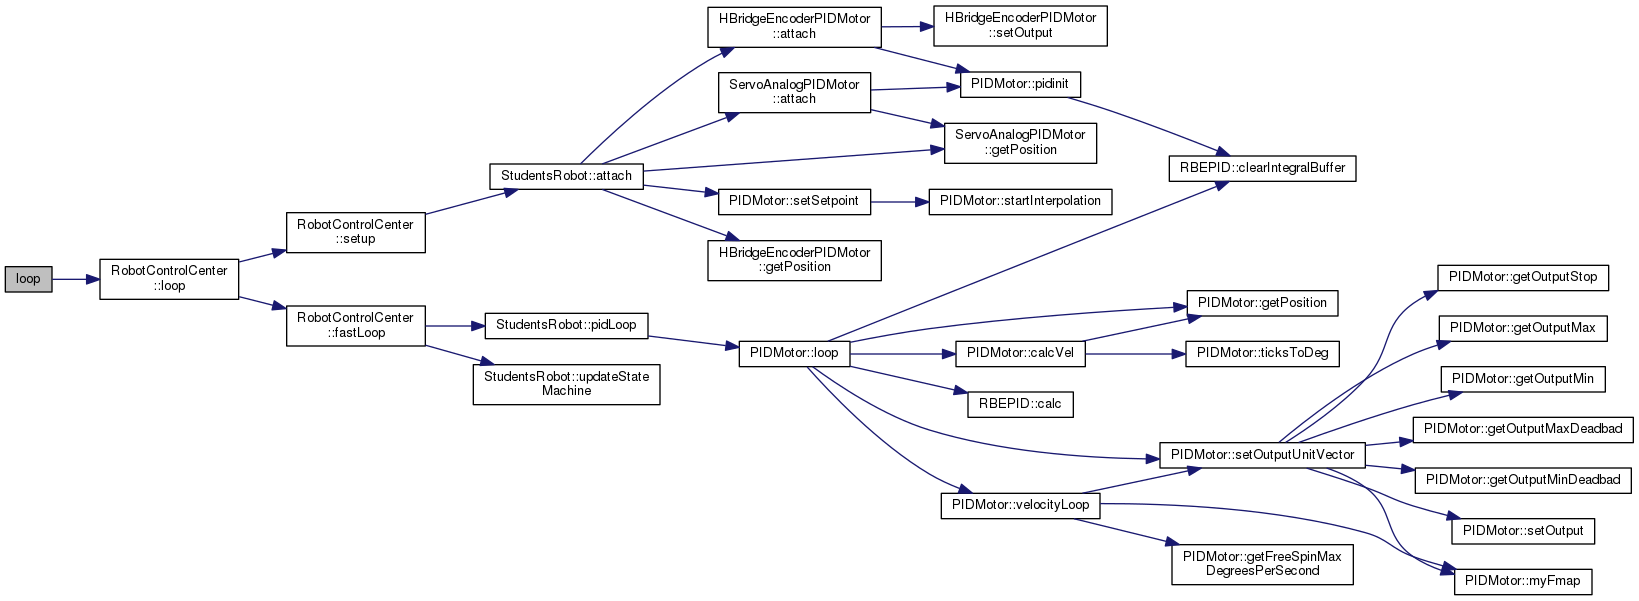 loop
RobotControlCenter
::loop
RobotControlCenter
::setup
RobotControlCenter
::fastLoop
StudentsRobot::attach
StudentsRobot::pidLoop
StudentsRobot::updateState
Machine
HBridgeEncoderPIDMotor
::attach
ServoAnalogPIDMotor
::attach
PIDMotor::setSetpoint
HBridgeEncoderPIDMotor
::getPosition
PIDMotor::loop
HBridgeEncoderPIDMotor
::setOutput
PIDMotor::pidinit
ServoAnalogPIDMotor
::getPosition
PIDMotor::startInterpolation
PIDMotor::calcVel
RBEPID::calc
PIDMotor::velocityLoop
RBEPID::clearIntegralBuffer
PIDMotor::getPosition
PIDMotor::ticksToDeg
PIDMotor::setOutputUnitVector
PIDMotor::getFreeSpinMax
DegreesPerSecond
PIDMotor::getOutputStop
PIDMotor::getOutputMax
PIDMotor::getOutputMin
PIDMotor::getOutputMaxDeadbad
PIDMotor::getOutputMinDeadbad
PIDMotor::setOutput
PIDMotor::myFmap